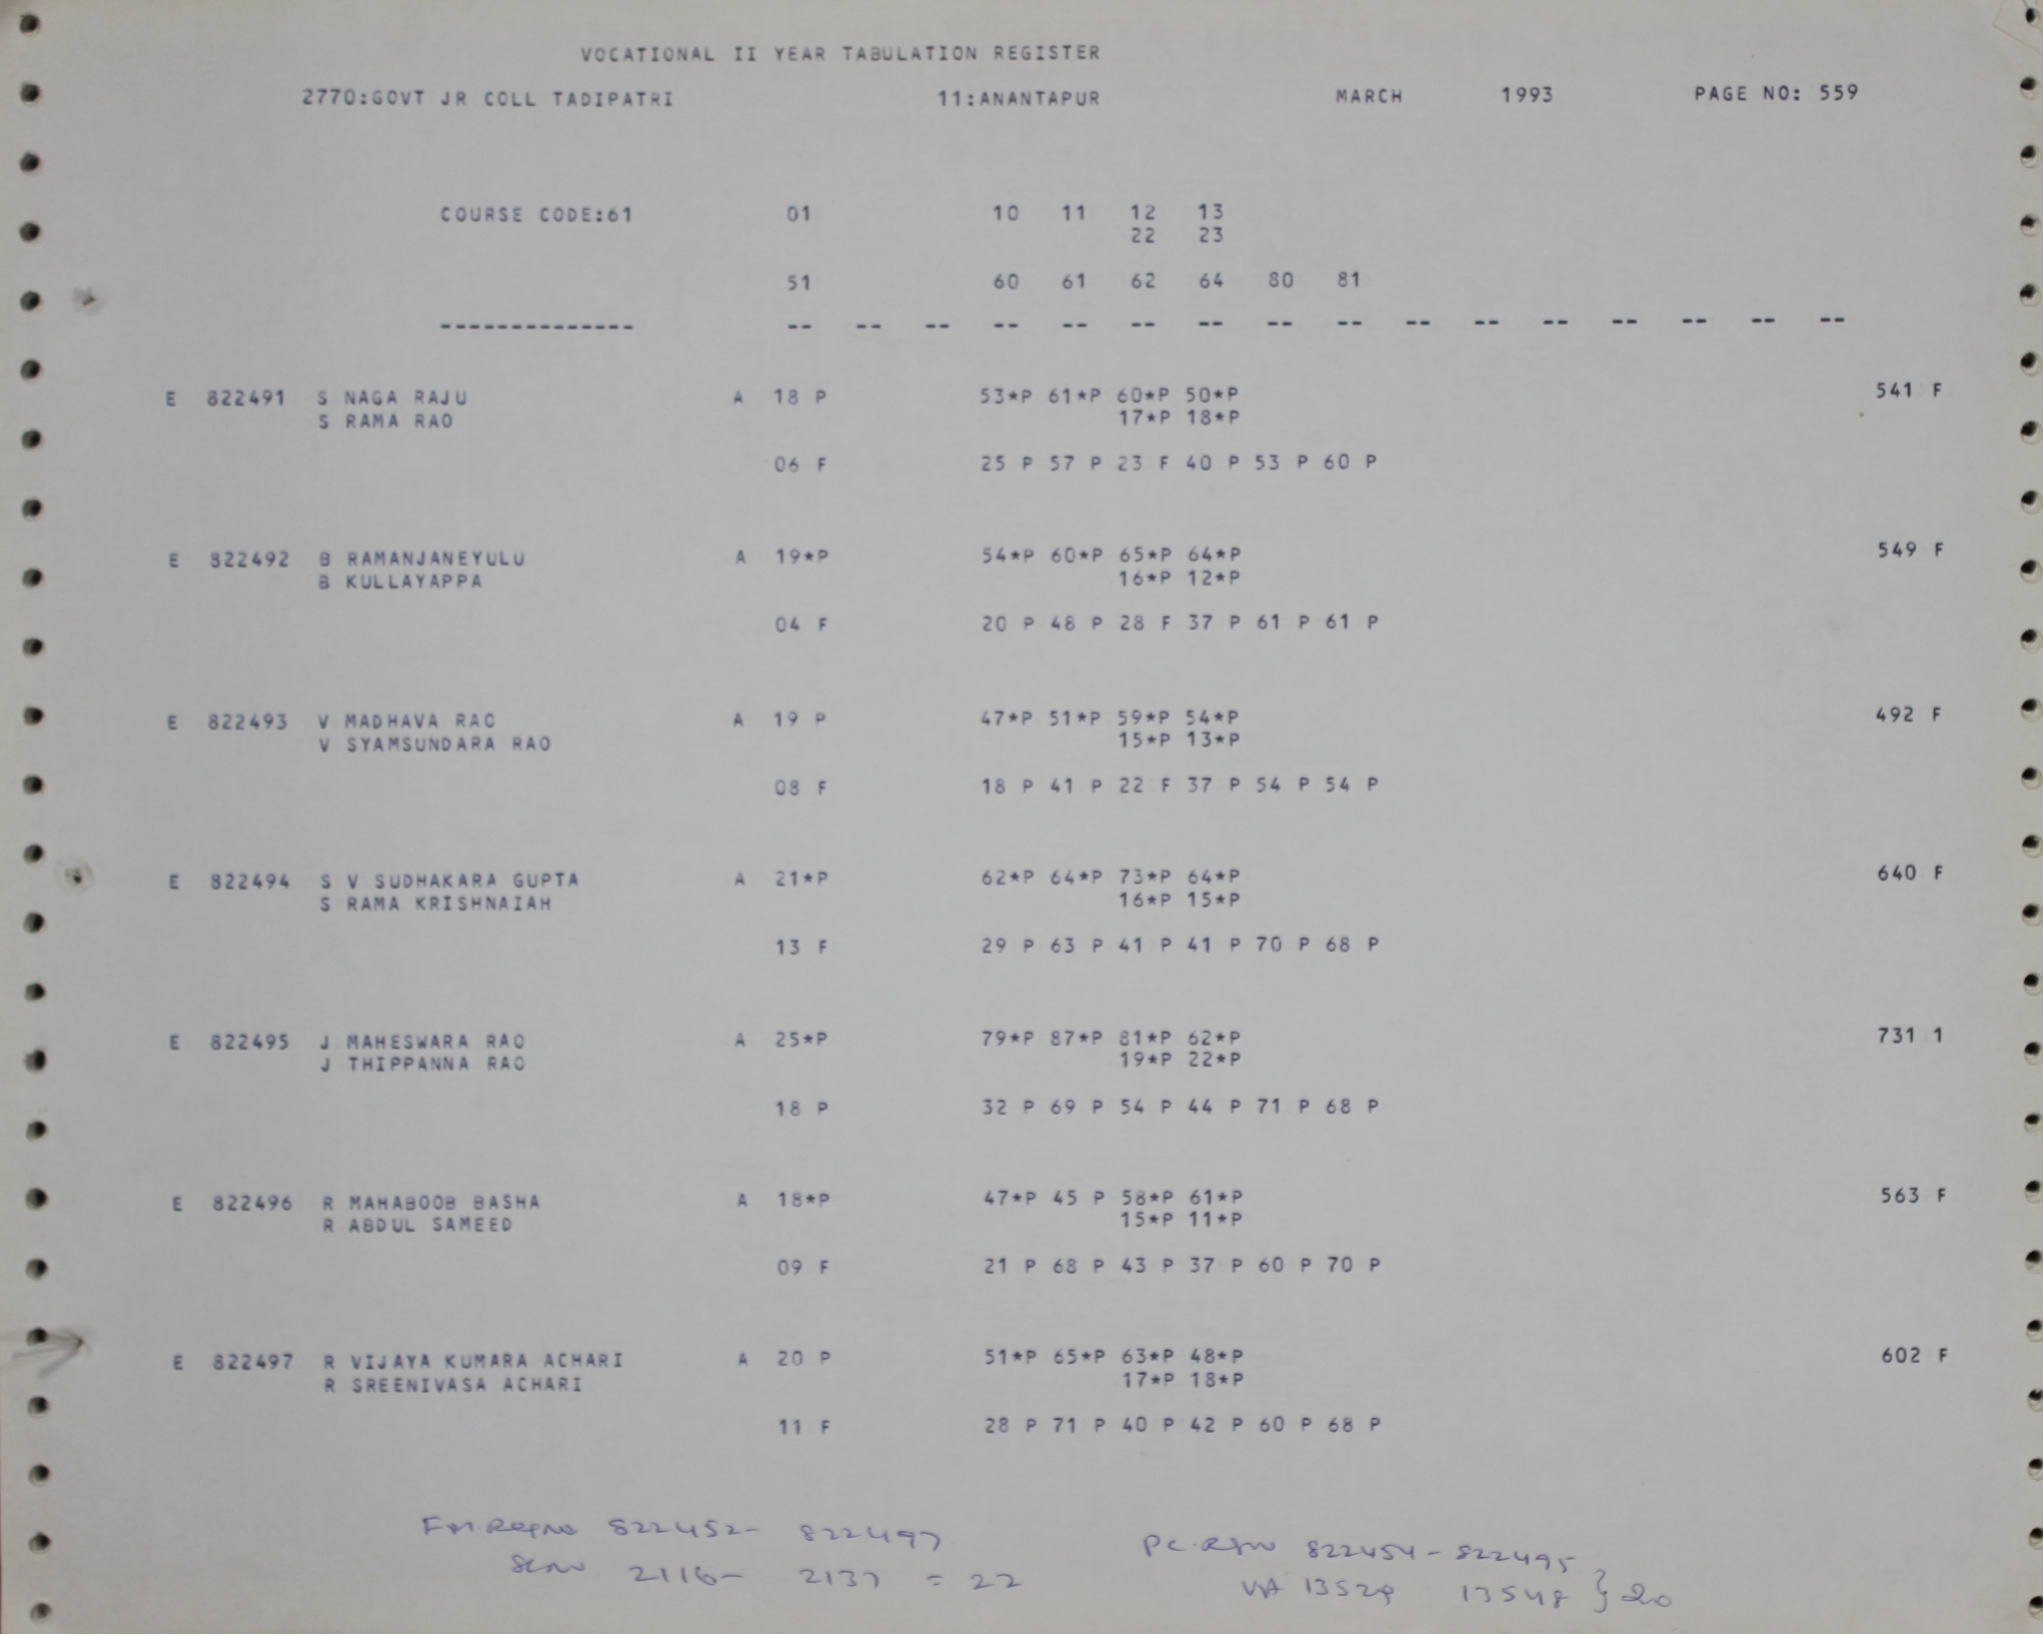 VOCATIONAL II YEAR TABULATION REGISTER
2770:GOVT JR COLL TADIPATRI 11:ANANTAPUR MARCH 1993 PAGE NO: 559
COURSE CODE:61 01 10 11 12 13
22 23
51 60 61 62 64 80 81
-------------- -- -- -- -- -- -- -- -- -- -- -- -- -- -- -- --
E 822491 S NAGA RAJU A 18 P 53*P 61*P 60*P 50*P 541 F
S RAMA RAO 17*P 18*P
06 F 25 P 57 P 23 F 40 P 53 P 60 P
E 822492 B RAMANJANEYULU A 19*P 54*P 60*P 65*P 64*P 549 F
B KULLAYAPPA 16*P 12*P
04 F 20 P 48 P 28 F 37 P 61 P 61 P
E 822493 V MADHAVA RAO A 19 P 47*P 51*P 59*P 54*P 492 F
V SYAMSUNDARA RAO 15*P 13*P
08 F 18 P 41 P 22 F 37 P 54 P 54 P
E 822494 S V SUDHAKARA GUPTA A 21*P 62*P 64*P 73*P 64*P 640 F
S RAMA KRISHNAIAH 16*P 15*P
13 F 29 P 63 P 41 P 41 P 70 P 68 P
E 822495 J MAHESWARA RAO A 25*P 79*P 87*P 81*P 62*P 731 1
J THIPPANNA RAO 19*P 22*P
18 P 32 P 69 P 54 P 44 P 71 P 68 P
E 822496 R MAHABOOB BASHA A 18*P 47*P 45 P 58*P 61*P 563 F
R ABDUL SAMEED 15*P 11*P
09 F 21 P 68 P 43 P 37 P 60 P 70 P
E 822497 R VIJAYA KUMARA ACHARI A 20 P 51*P 65*P 63*P 48*P 602 F
R SREENIVASA ACHARI 17*P 18*P
11 F 28 P 71 P 40 P 42 P 60 P 68 P
822452- 822497
2116- 2137 = 22
822454 - 822495
13529 13548 } 20